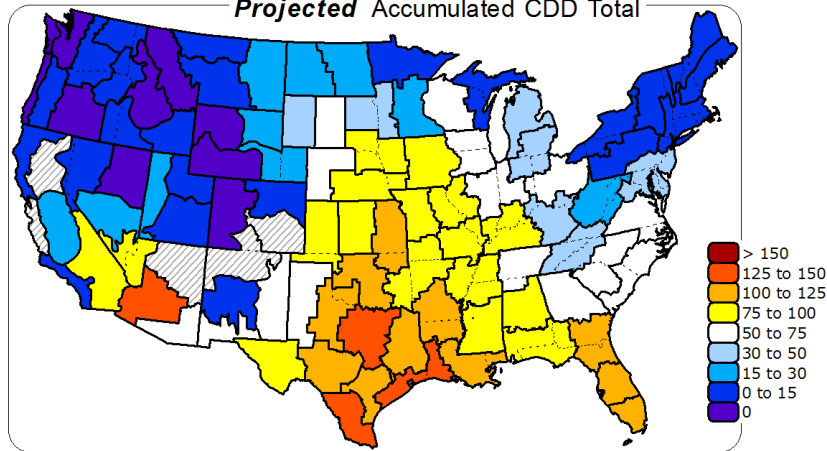 Projected Accumulated CDD Total
> 150
125 to 150
100 to 125
75 to 100
50 to 75
30 to 50
15 to 30
0 to 15
0